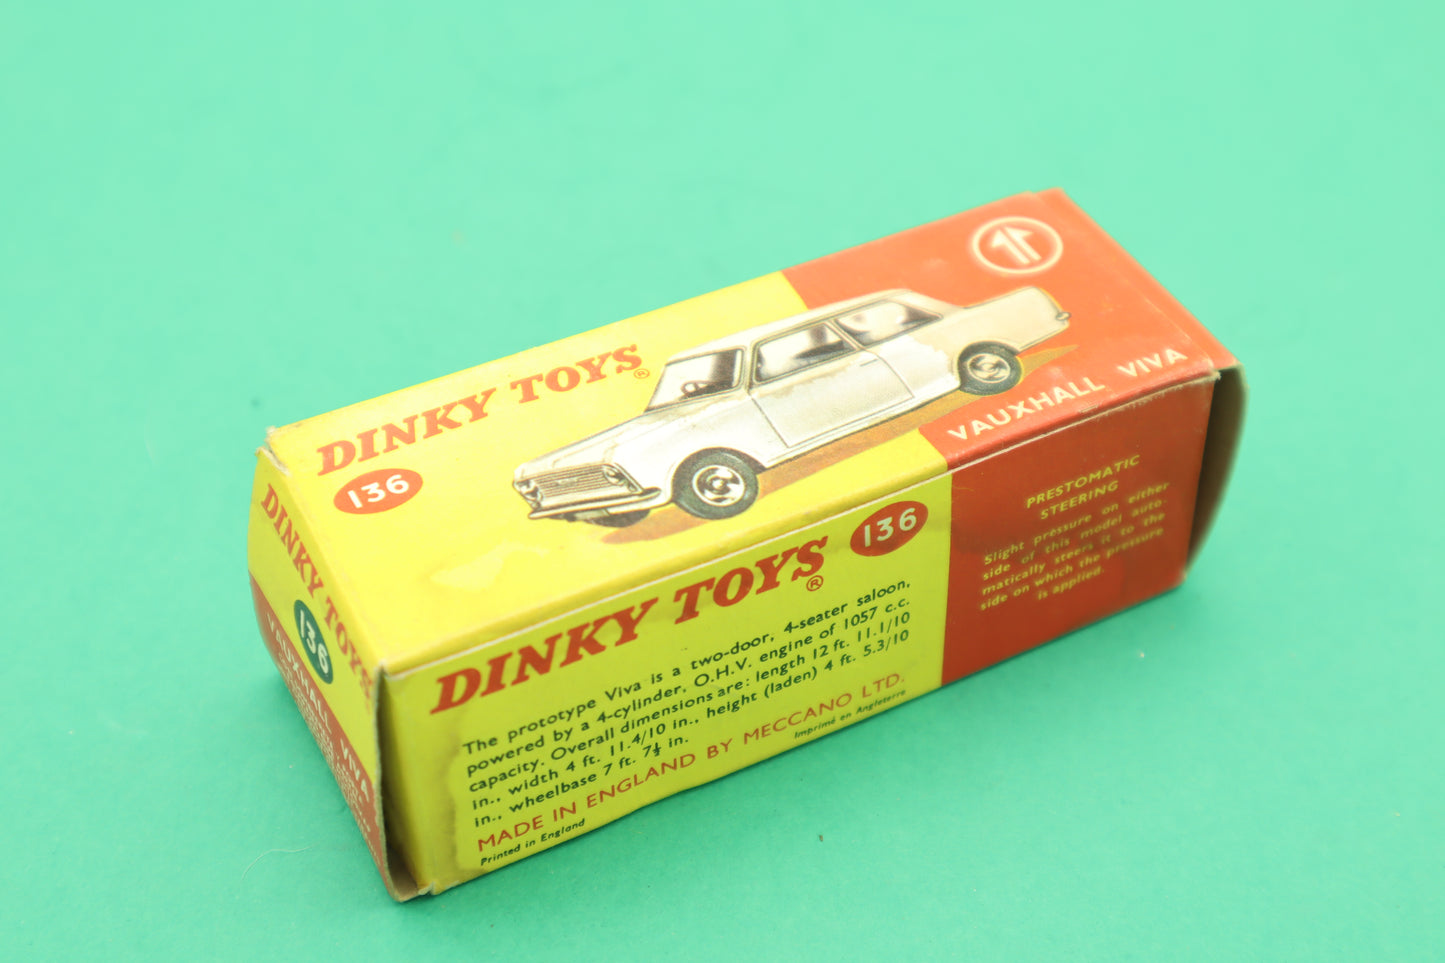 DINKY TOYS®
136
VAUXHALL VIVA
DINKY TOYS®
136
The prototype Viva is a two-door, 4-seater saloon,
powered by a 4-cylinder, O.H.V. engine of 1057 c.c.
capacity. Overall dimensions are: length 12 ft. 11.1/10
in., width 4 ft. 11.4/10 in., height (laden) 4 ft. 5.3/10
in., wheelbase 7 ft. 7½ in.
MADE IN ENGLAND BY MECCANO LTD.
Printed in England
Imprimé en Angleterre
PRESTOMATIC
STEERING
Slight pressure on either
side of this model auto-
matically steers it to the
side on which the pressure
is applied.
DINKY TOYS
136
VAUXHALL VIVA